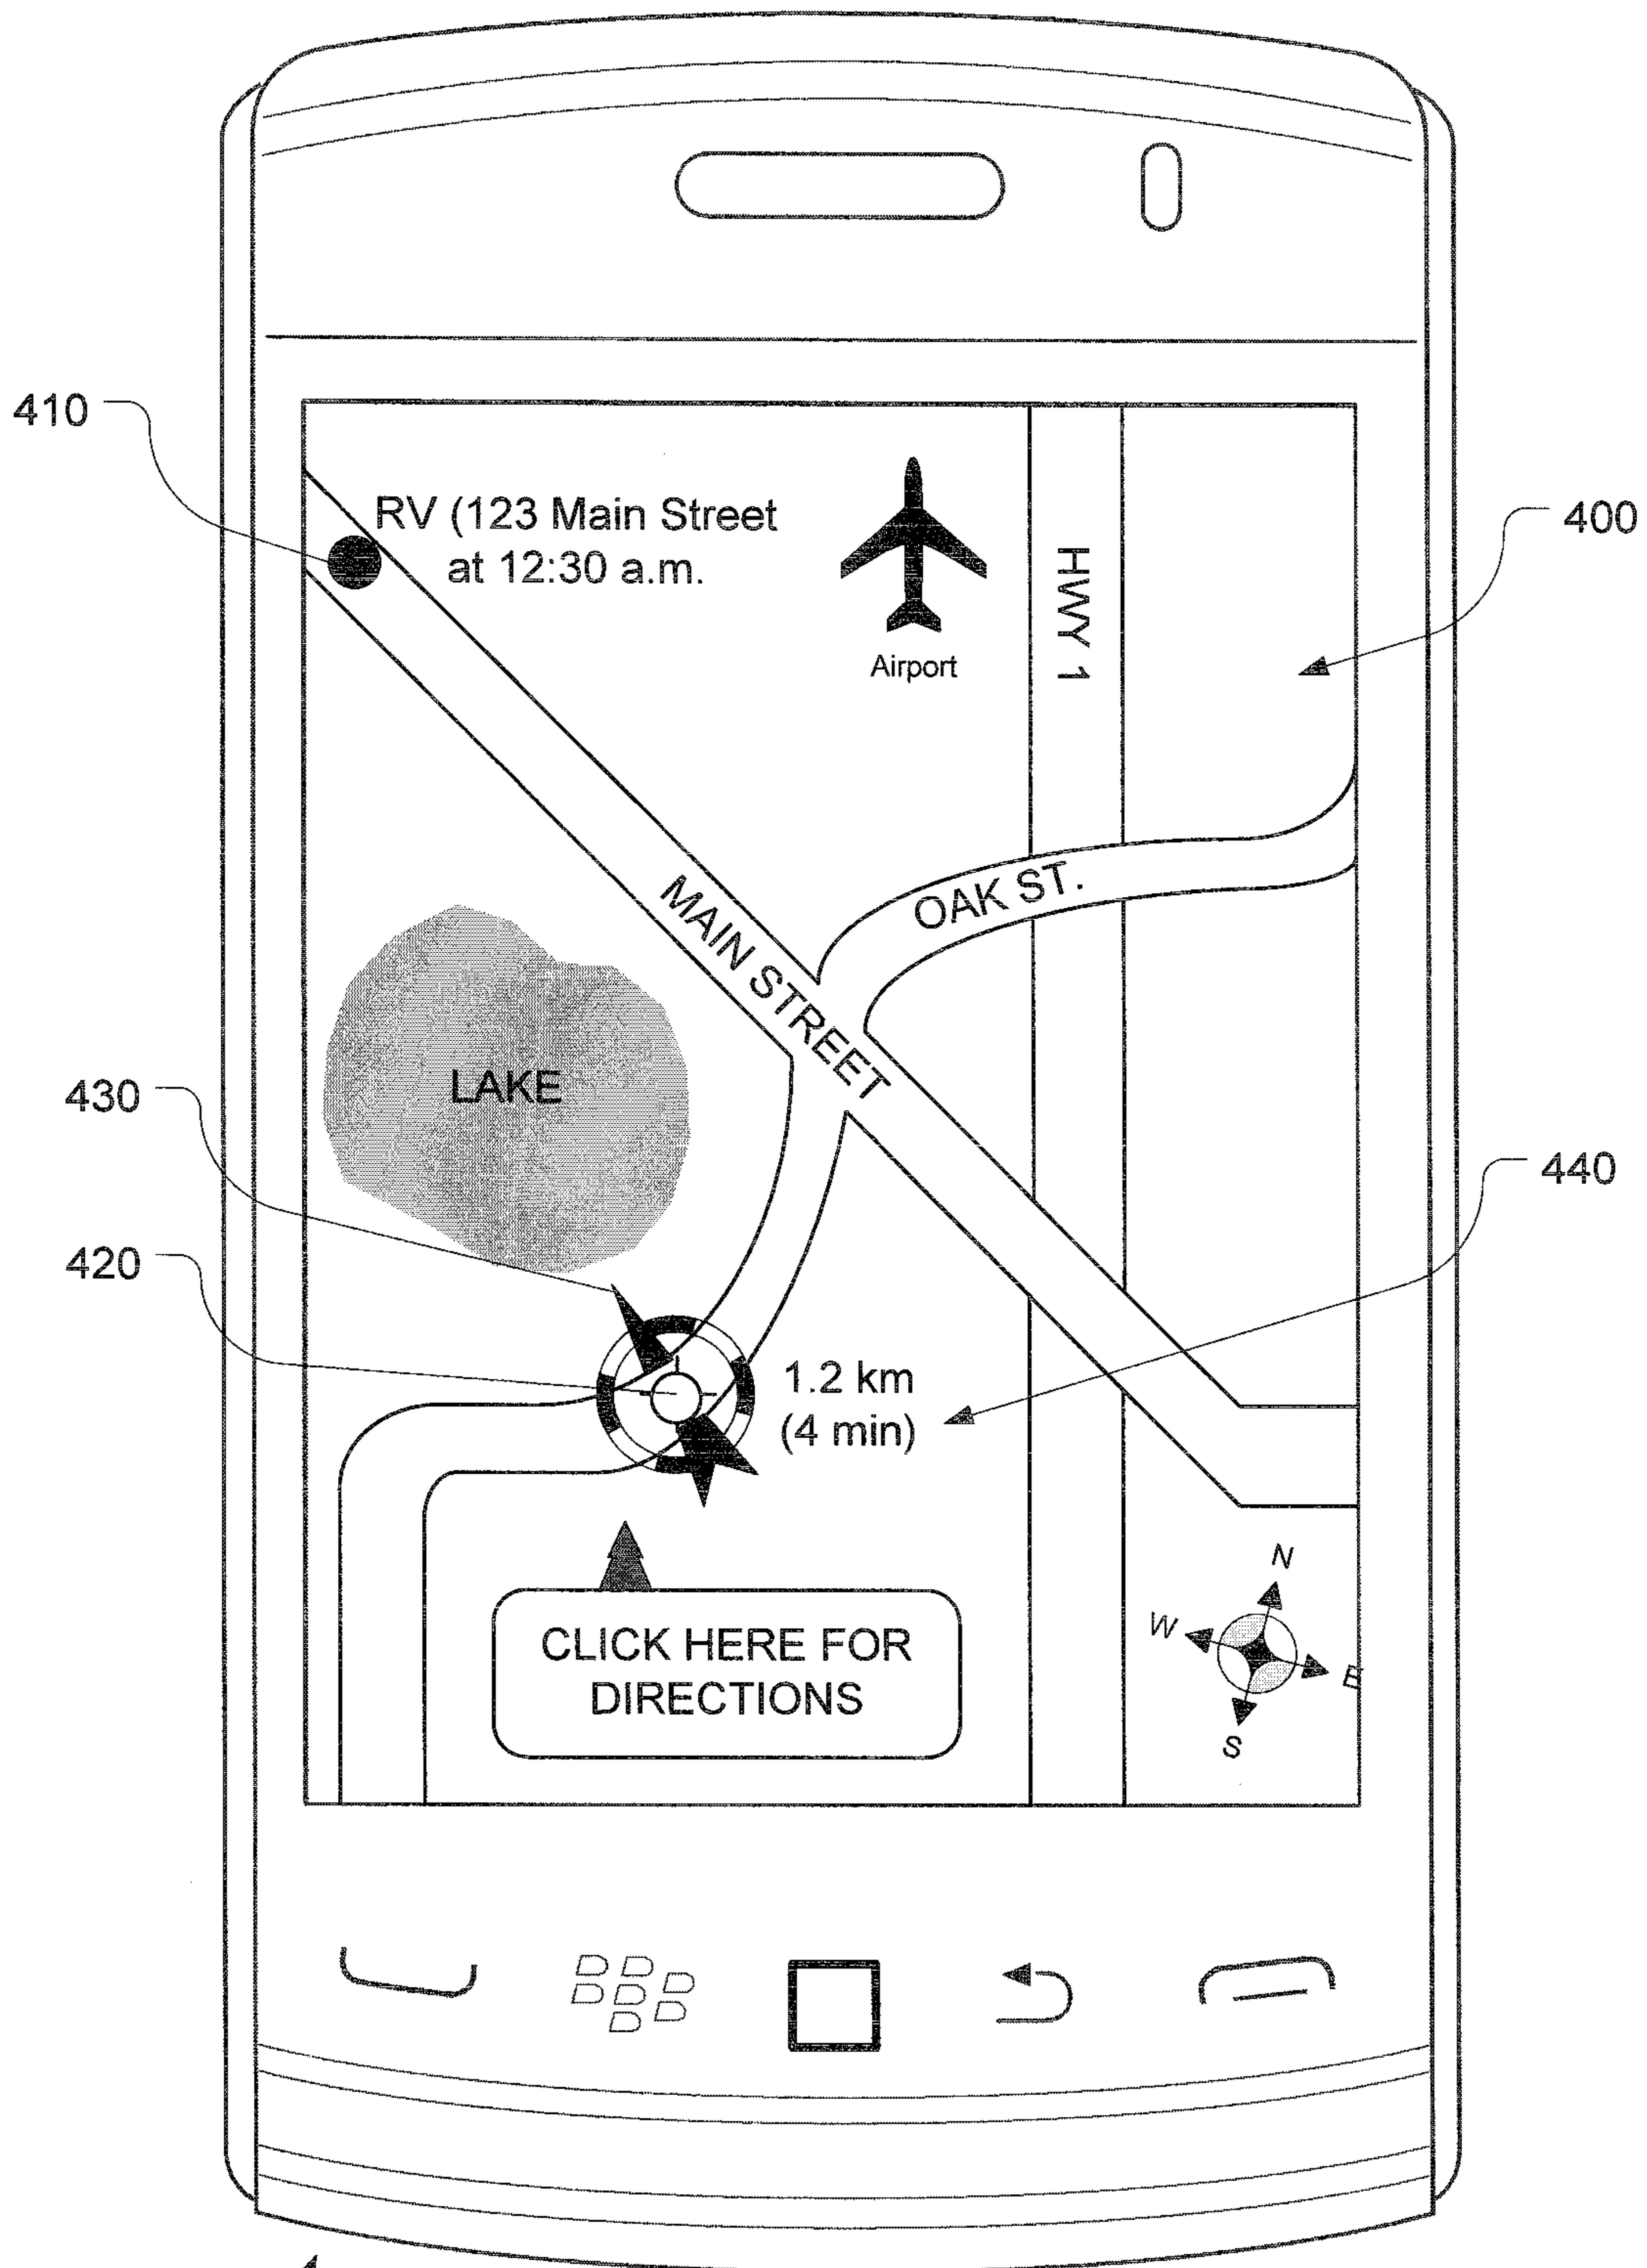 410
RV (123 Main Street
at 12:30 a.m.
400
HWY 1
Airport
OAK ST.
MAIN STREET
LAKE
430
440
420
1.2 km
(4 min)
N
W
E
S
CLICK HERE FOR
DIRECTIONS